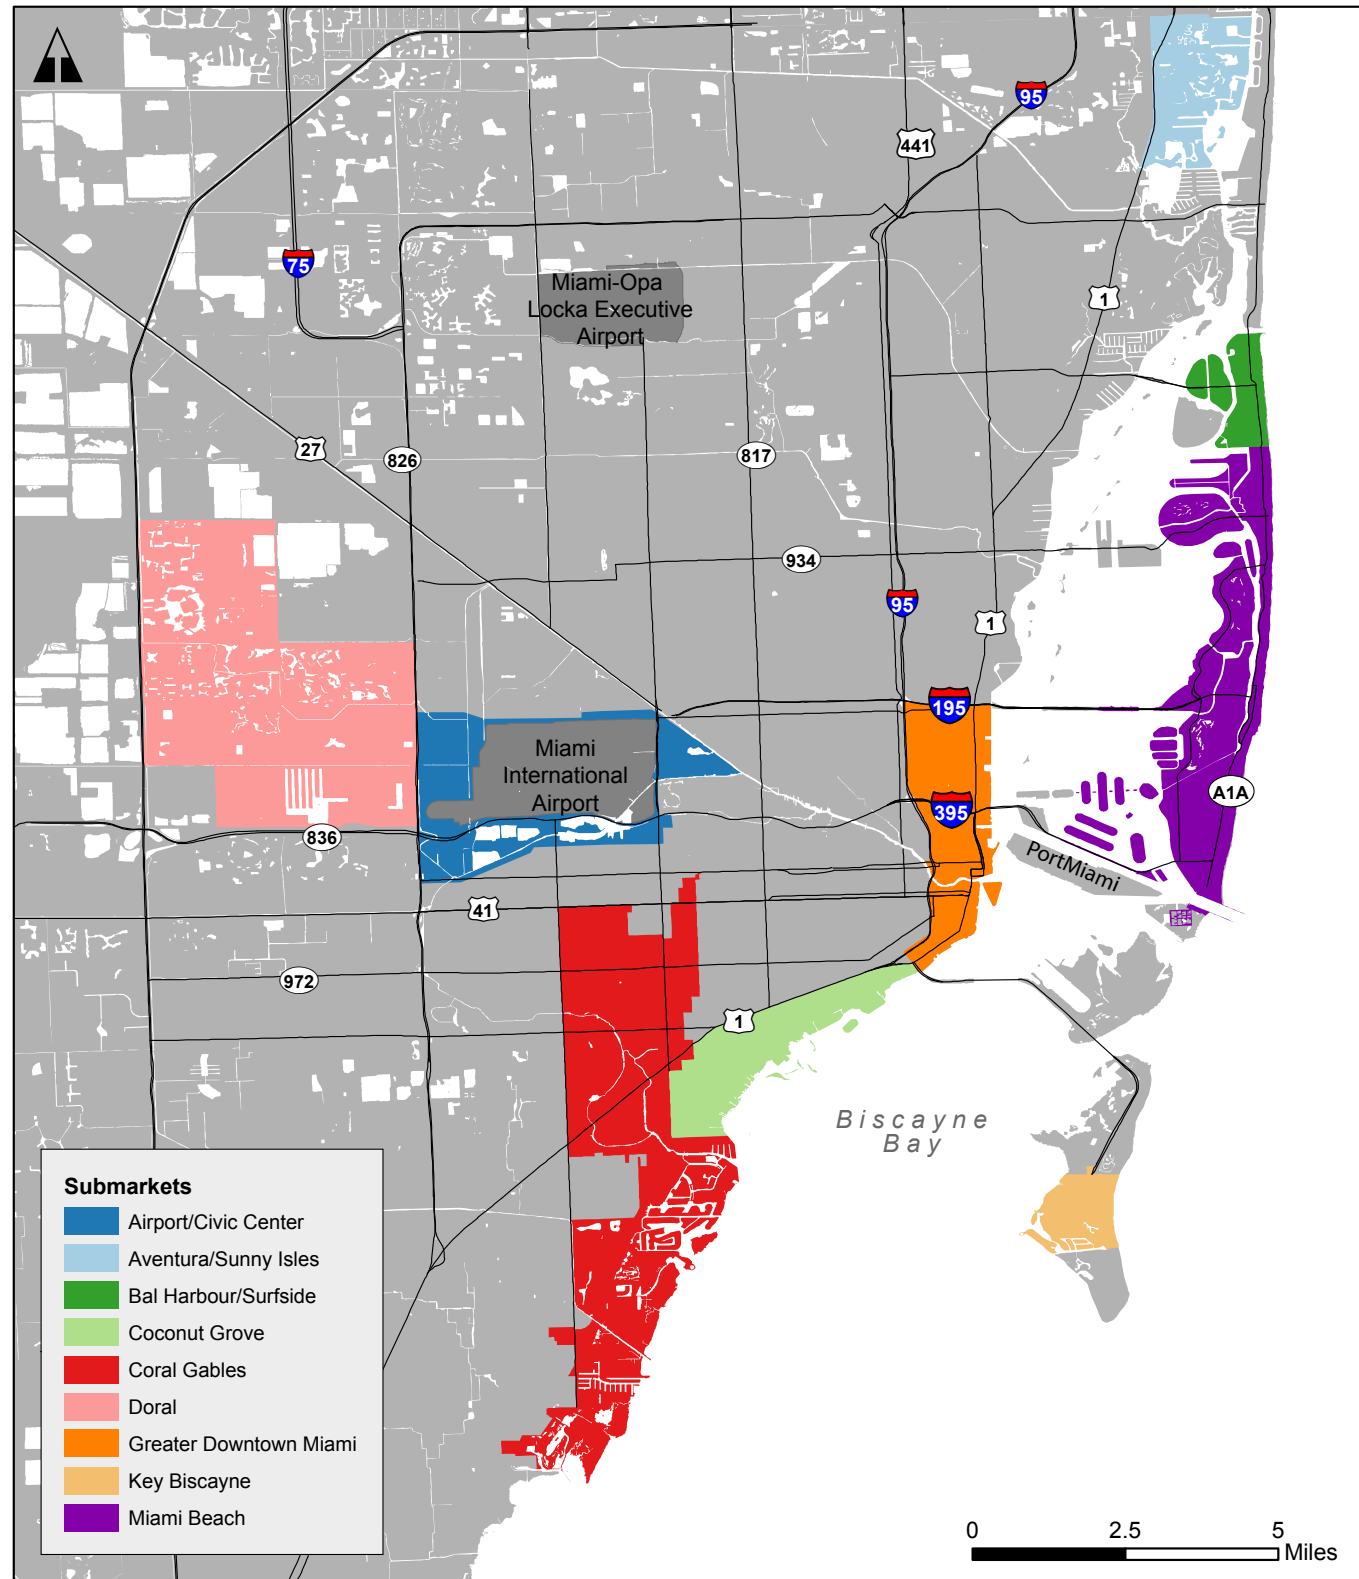 95
441
75
Miami-Opa
Locka Executive
Airport
1
27
826
817
934
95
1
195
Miami
International
Airport
A1A
395
836
PortMiami
41
972
1
Biscayne
Bay
Submarkets
Airport/Civic Center
Aventura/Sunny Isles
Bal Harbour/Surfside
Coconut Grove
Coral Gables
Doral
Greater Downtown Miami
Key Biscayne
Miami Beach
0 2.5 5
Miles